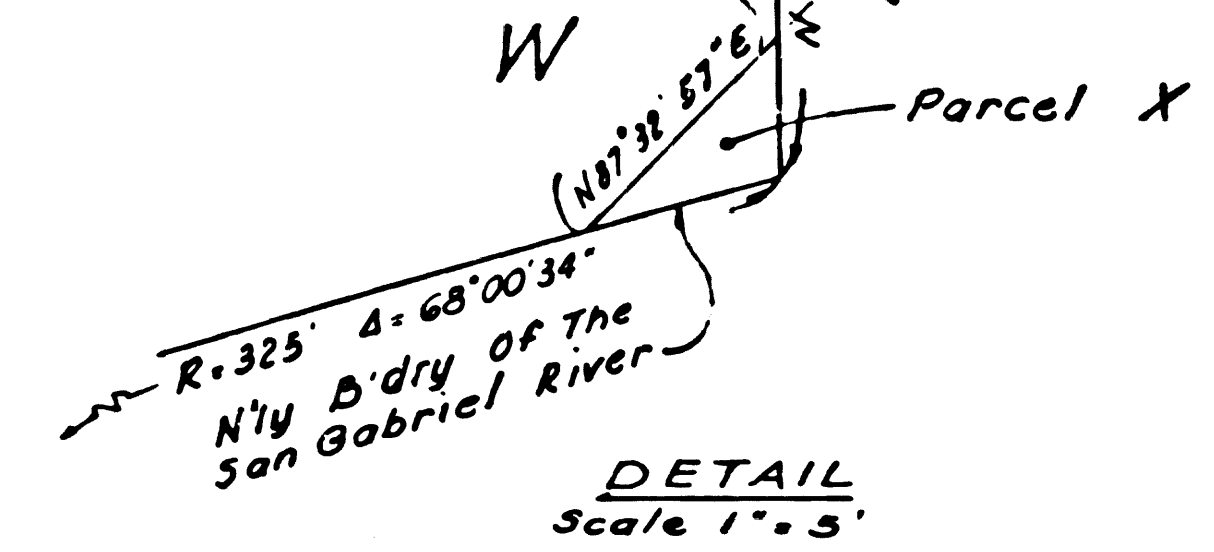 W
N87°32'57"E
Parcel X
R=325' Δ=68°00'34"
N'ly B'dry Of The
San Gabriel River
DETAIL
Scale 1"=5'